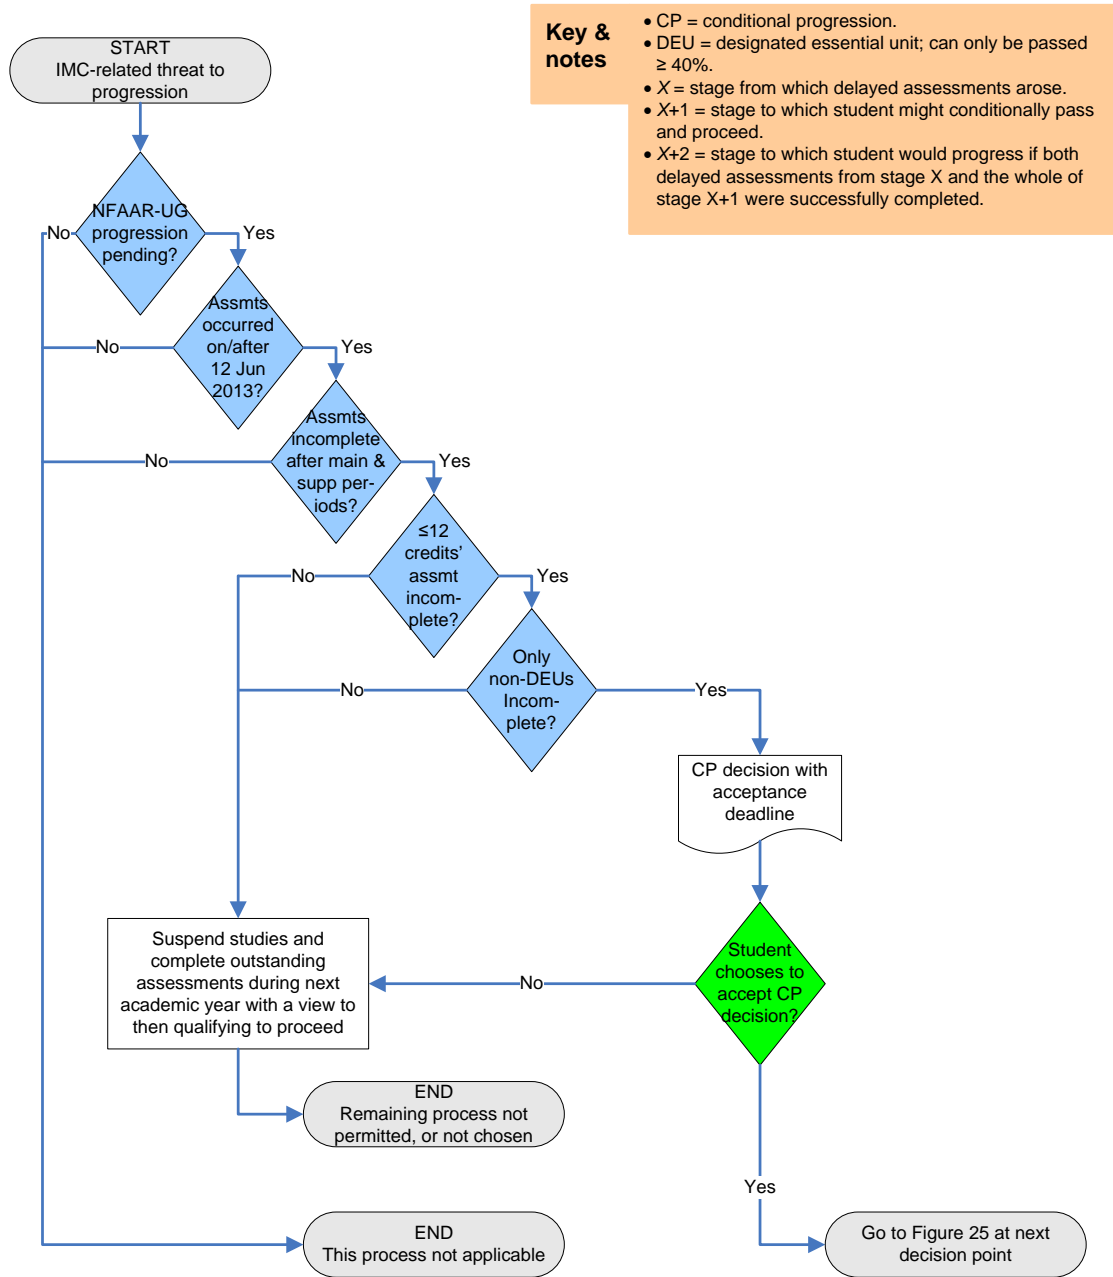 START
IMC-related threat to
progression
Key &
notes
• CP = conditional progression.
• DEU = designated essential unit; can only be passed
≥ 40%.
• X = stage from which delayed assessments arose.
• X+1 = stage to which student might conditionally pass
and proceed.
• X+2 = stage to which student would progress if both
delayed assessments from stage X and the whole of
stage X+1 were successfully completed.
NFAAR-UG
progression
pending?
No
Yes
Assmts
occurred
on/after
12 Jun
2013?
No
Yes
Assmts
incomplete
after main &
supp per-
iods?
No
Yes
≤12
credits’
assmt
incom-
plete?
No
Yes
Only
non-DEUs
Incom-
plete?
No
Yes
CP decision with
acceptance
deadline
Student
chooses to
accept CP
decision?
No
Suspend studies and
complete outstanding
assessments during next
academic year with a view to
then qualifying to proceed
END
Remaining process not
permitted, or not chosen
Yes
END
This process not applicable
Go to Figure 25 at next
decision point